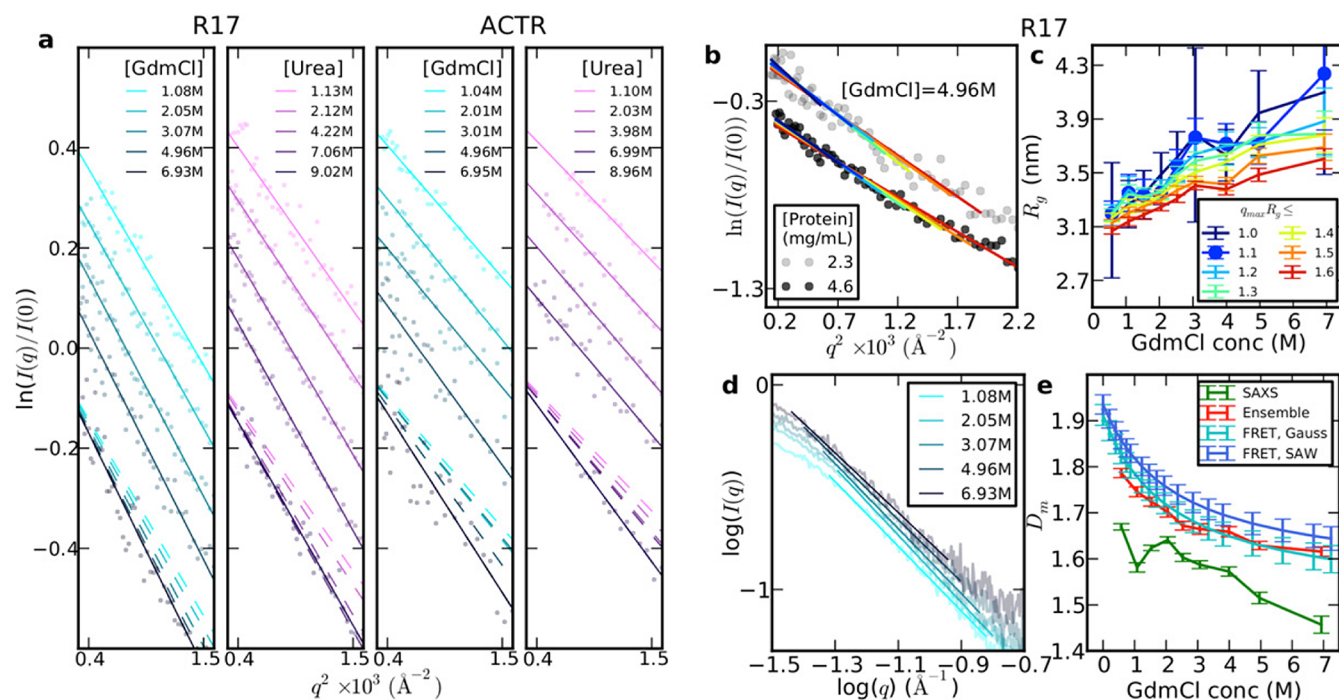 R17
ACTR
R17
a
[GdmCl]
1.08M
2.05M
3.07M
4.96M
6.93M
[Urea]
1.13M
2.12M
4.22M
7.06M
9.02M
[GdmCl]
1.04M
2.01M
3.01M
4.96M
6.95M
[Urea]
1.10M
2.03M
3.98M
6.99M
8.96M
ln(I(q)/I(0))
0.4
0.2
0.0
−0.2
−0.4
0.4 1.5 0.4 1.5 0.4 1.5 0.4 1.5
q² ×10³ (Å⁻²)
b
[GdmCl]=4.96M
ln(I(q)/I(0))
−0.3
−1.3
[Protein]
(mg/mL)
2.3
4.6
0.2 0.7 1.2 1.7 2.2
q² ×10³ (Å⁻²)
c
R_g (nm)
4.3
3.9
3.5
3.1
2.7
q_max R_g ≤
1.0
1.1
1.2
1.3
1.4
1.5
1.6
0 1 2 3 4 5 6 7
GdmCl conc (M)
d
log(I(q))
0
−1
1.08M
2.05M
3.07M
4.96M
6.93M
−1.5 −1.3 −1.1 −0.9 −0.7
log(q) (Å⁻¹)
e
D_m
1.9
1.8
1.7
1.6
1.5
1.4
SAXS
Ensemble
FRET, Gauss
FRET, SAW
0 1 2 3 4 5 6 7
GdmCl conc (M)